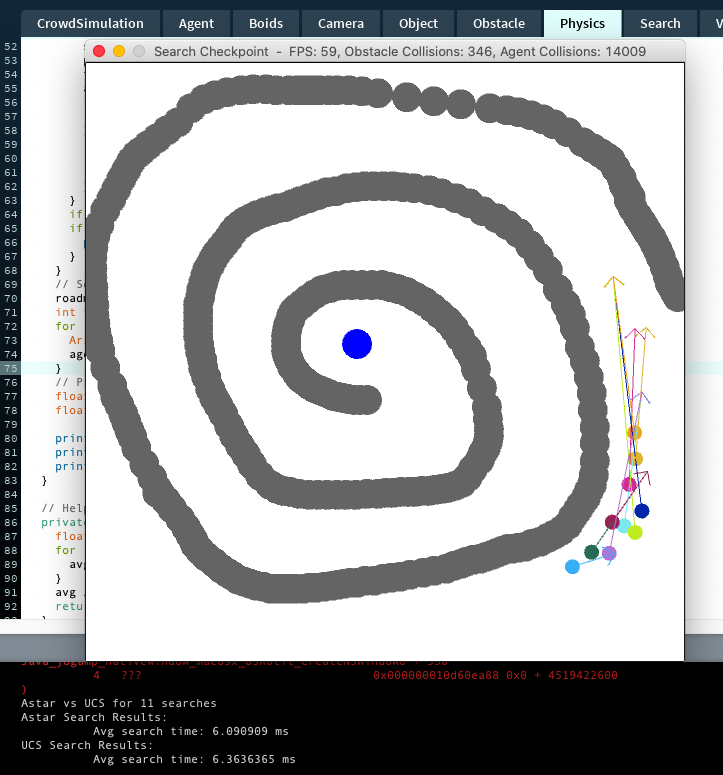 CrowdSimulation Agent Boids Camera Object Obstacle Physics Search V
Search Checkpoint - FPS: 59, Obstacle Collisions: 346, Agent Collisions: 14009
52
53
54
55
56
57
58
59
60
61
62
63 }
64 if
65 if
66
67 }
68 }
69 // S
70 roadm
71 int
72 for
73 Ar
74 age
75 }
76 // P
77 floa
78 floa
79
80 prin
81 prin
82 prin
83 }
84
85 // Help
86 privat
87 floa
88 for
89 avg
90 }
91 avg
92 retu
4 ??? 0x000000010d60ea88 0x0 + 4519422600
)
Astar vs UCS for 11 searches
Astar Search Results:
Avg search time: 6.090909 ms
UCS Search Results:
Avg search time: 6.3636365 ms